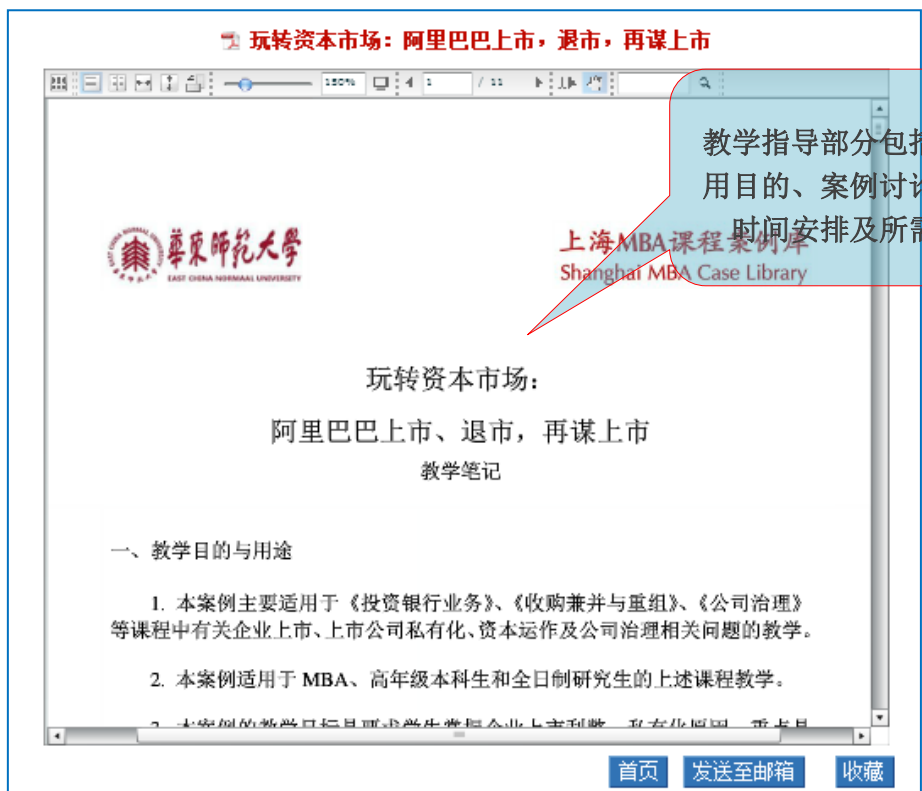 玩转资本市场：阿里巴巴上市，退市，再谋上市
150%
1
/ 11
教学指导部分包括
用目的、案例讨论
时间安排及所需
華東师范大学
EAST CHINA NORMAAL UNIVERSITY
上海MBA课程案例库
Shanghai MBA Case Library
玩转资本市场：
阿里巴巴上市、退市，再谋上市
教学笔记
一、教学目的与用途
1. 本案例主要适用于《投资银行业务》、《收购兼并与重组》、《公司治理》
等课程中有关企业上市、上市公司私有化、资本运作及公司治理相关问题的教学。
2. 本案例适用于 MBA、高年级本科生和全日制研究生的上述课程教学。
首页
发送至邮箱
收藏